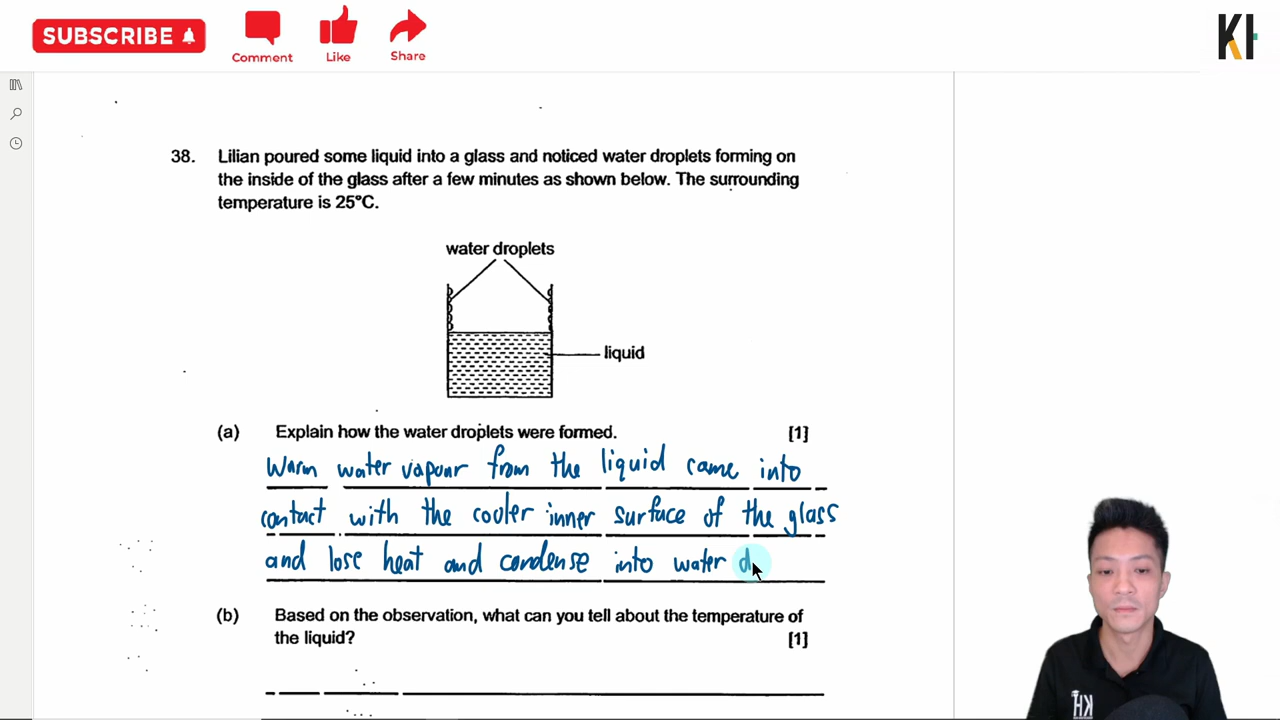 SUBSCRIBE
Comment
Like
Share
KH
38. Lilian poured some liquid into a glass and noticed water droplets forming on
the inside of the glass after a few minutes as shown below. The surrounding
temperature is 25°C.
water droplets
liquid
(a) Explain how the water droplets were formed. [1]
Warm water vapour from the liquid came into
contact with the cooler inner surface of the glass
and lose heat and condense into water d
(b) Based on the observation, what can you tell about the temperature of
the liquid? [1]
KH